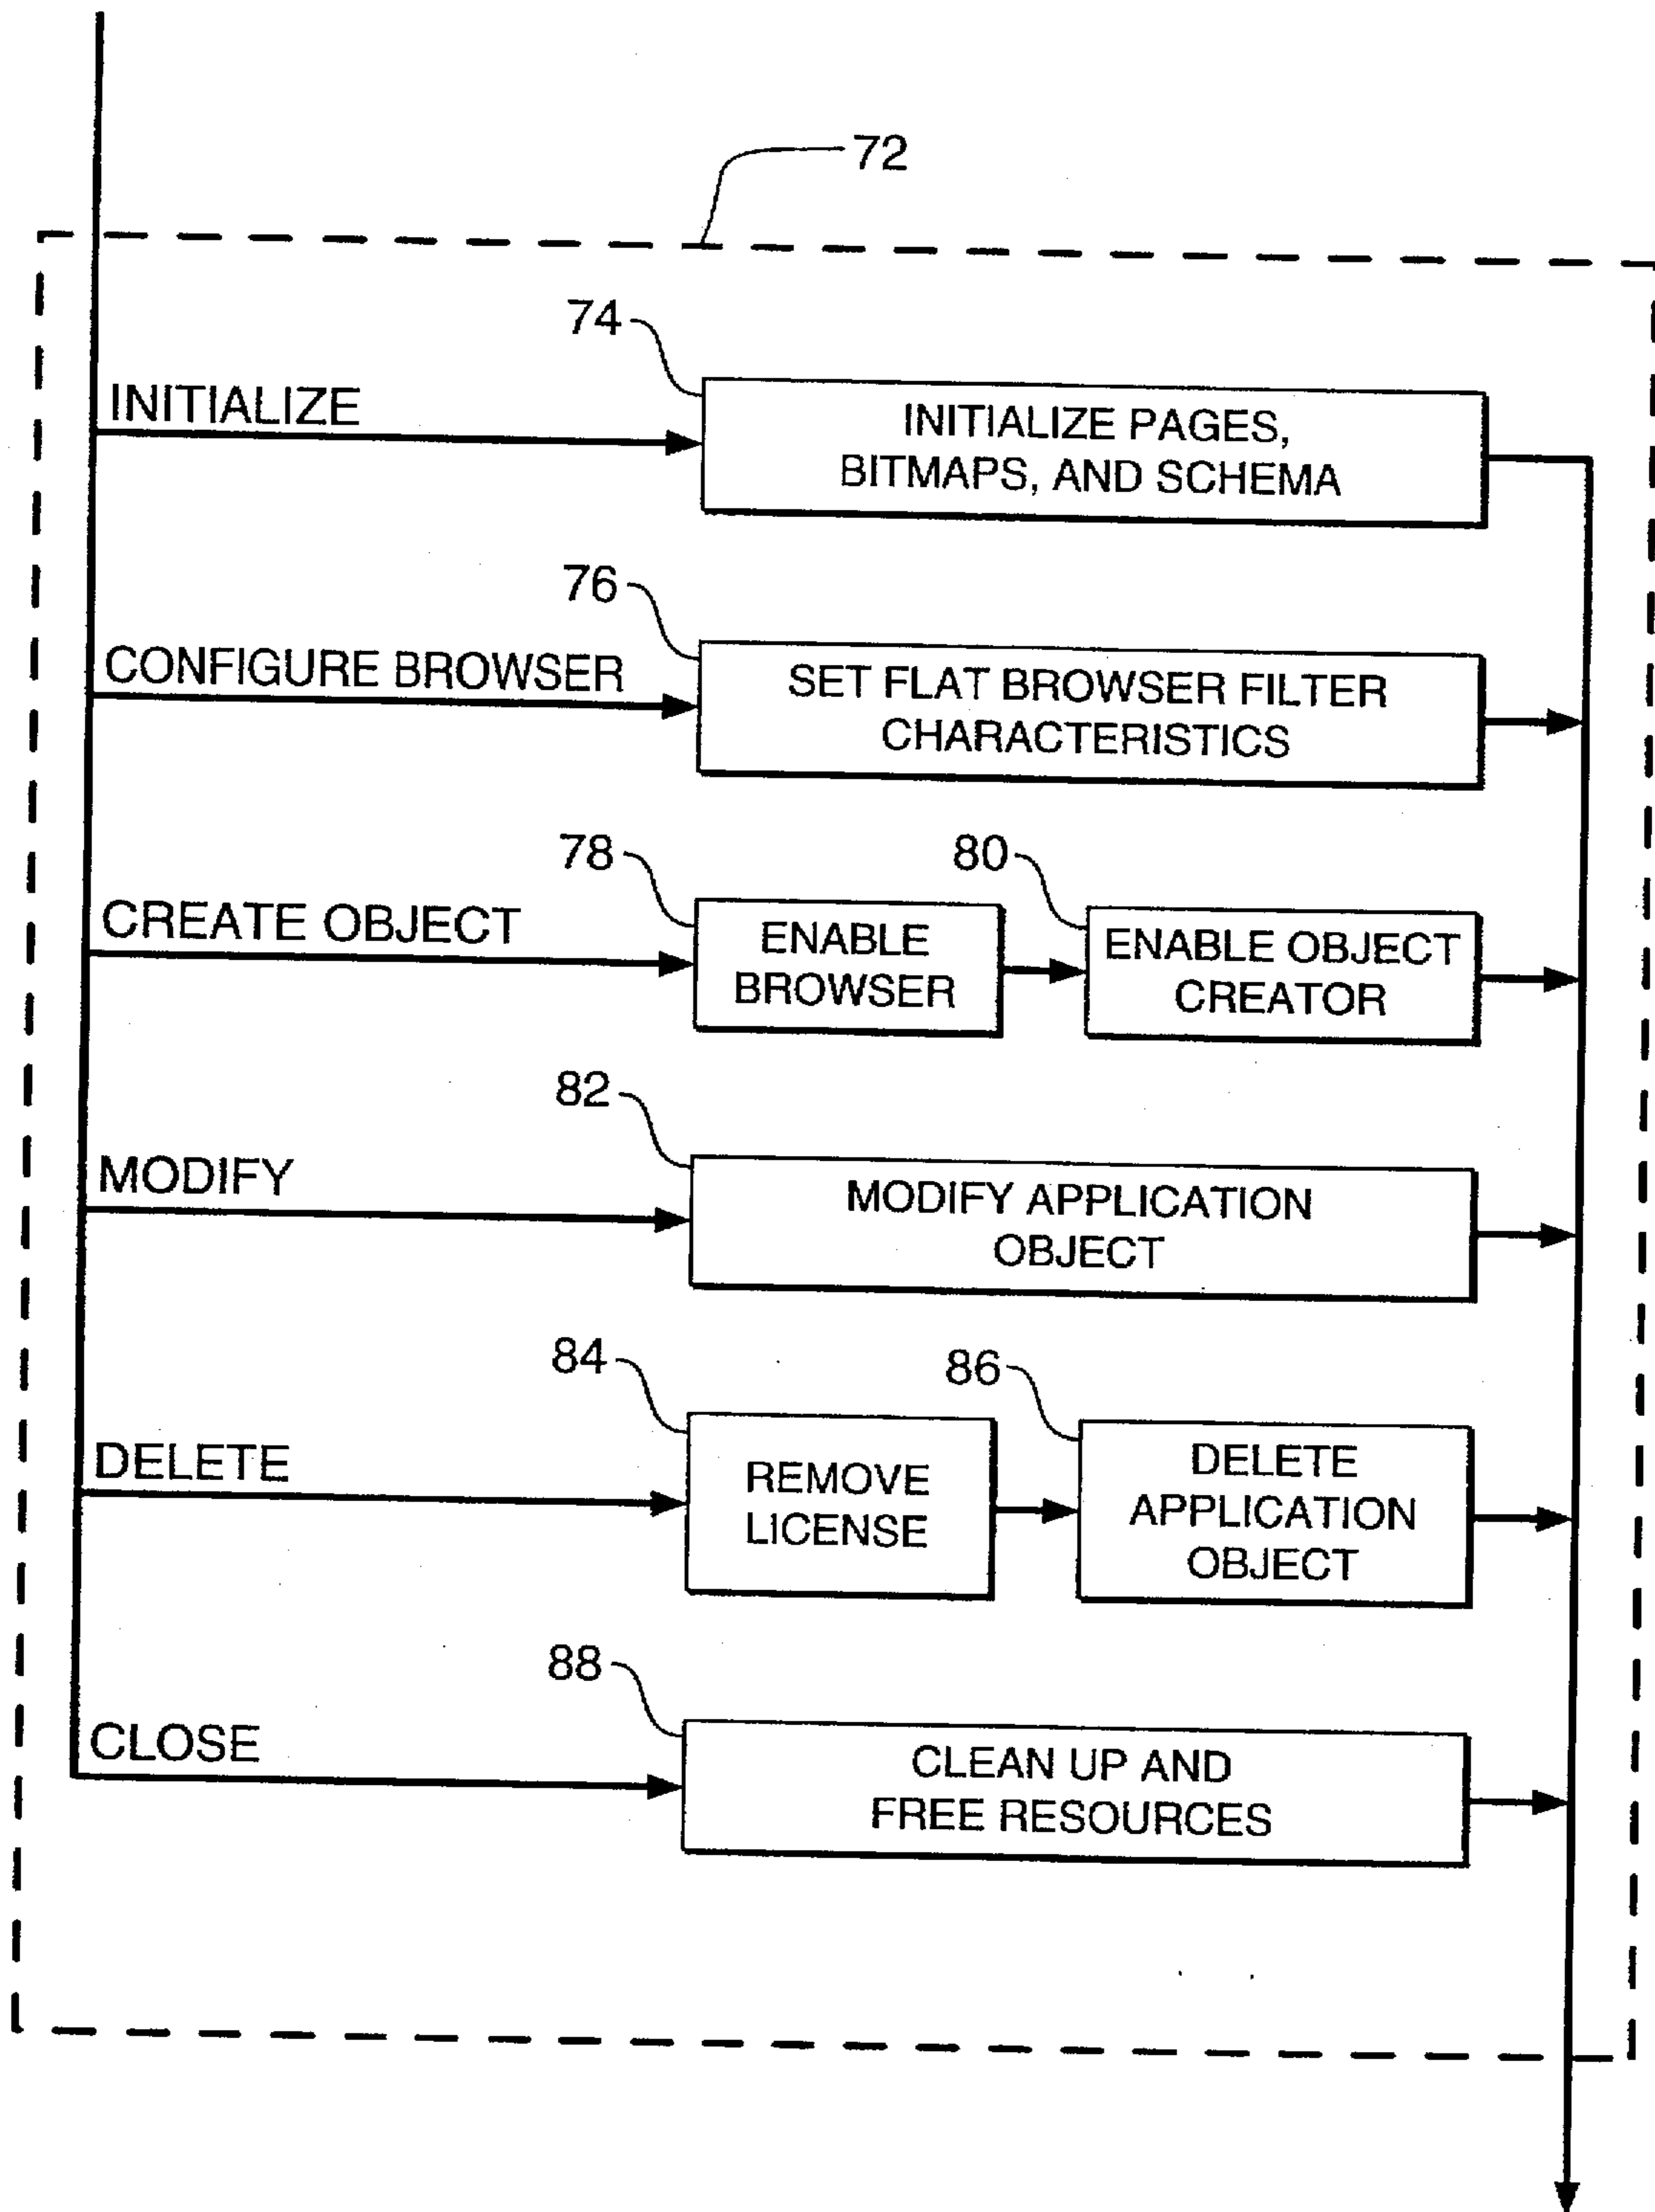 72
74
INITIALIZE
INITIALIZE PAGES,
BITMAPS, AND SCHEMA
76
CONFIGURE BROWSER
SET FLAT BROWSER FILTER
CHARACTERISTICS
78
80
CREATE OBJECT
ENABLE
BROWSER
ENABLE OBJECT
CREATOR
82
MODIFY
MODIFY APPLICATION
OBJECT
84
86
DELETE
REMOVE
LICENSE
DELETE
APPLICATION
OBJECT
88
CLOSE
CLEAN UP AND
FREE RESOURCES